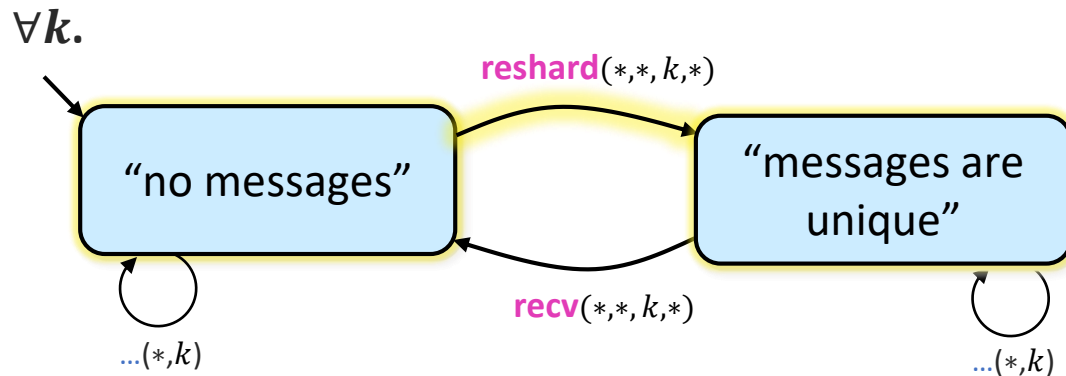 ∀k.
reshard(∗,∗, k,∗)
“no messages”
“messages are
unique”
recv(∗,∗, k,∗)
...(∗,k)
...(∗,k)